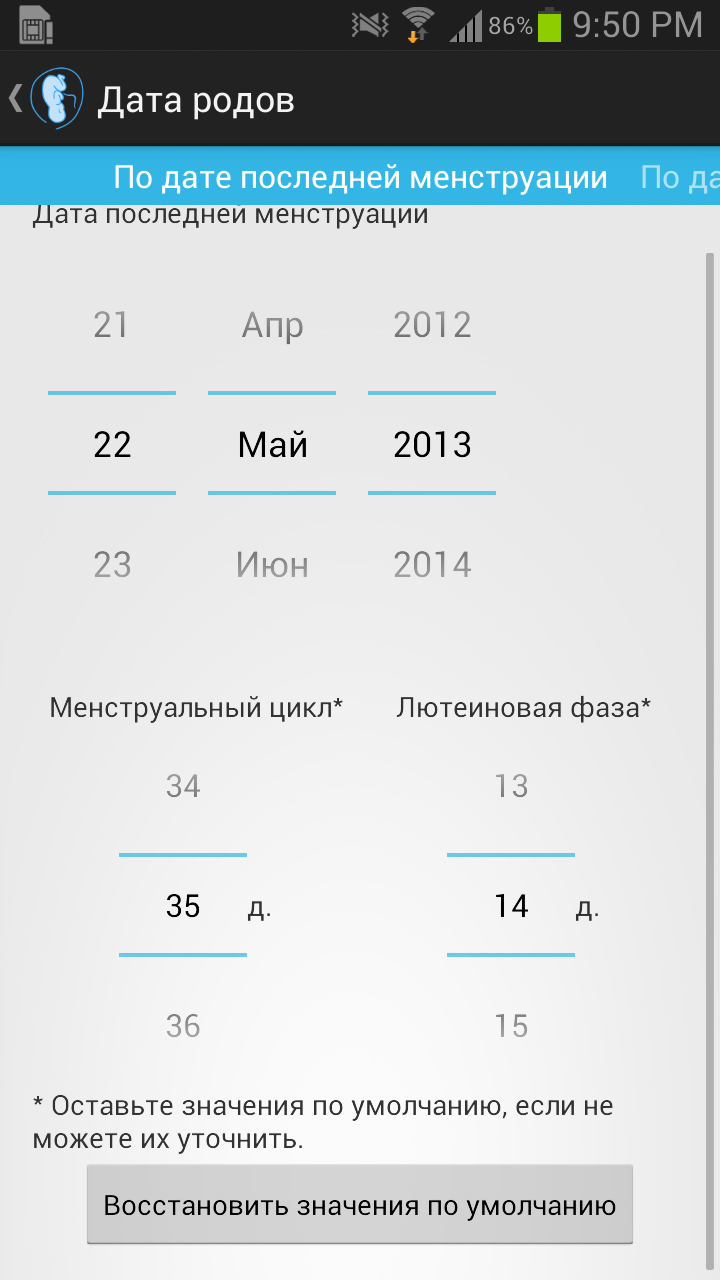 86% 9:50 PM
Дата родов
По дате последней менструации По да
Дата последней менструации
21 Апр 2012
22 Май 2013
23 Июн 2014
Менструальный цикл* Лютеиновая фаза*
34 13
35 д. 14 д.
36 15
* Оставьте значения по умолчанию, если не
можете их уточнить.
Восстановить значения по умолчанию